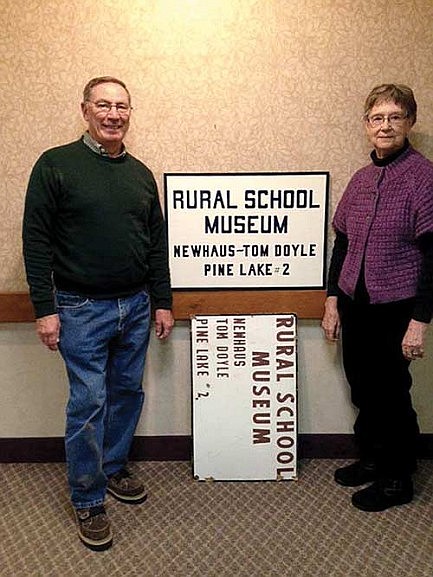 RURAL SCHOOL
MUSEUM
NEWHAUS-TOM DOYLE
PINE LAKE #2
RURAL SCHOOL
MUSEUM
NEWHAUS
TOM DOYLE
PINE LAKE #2,